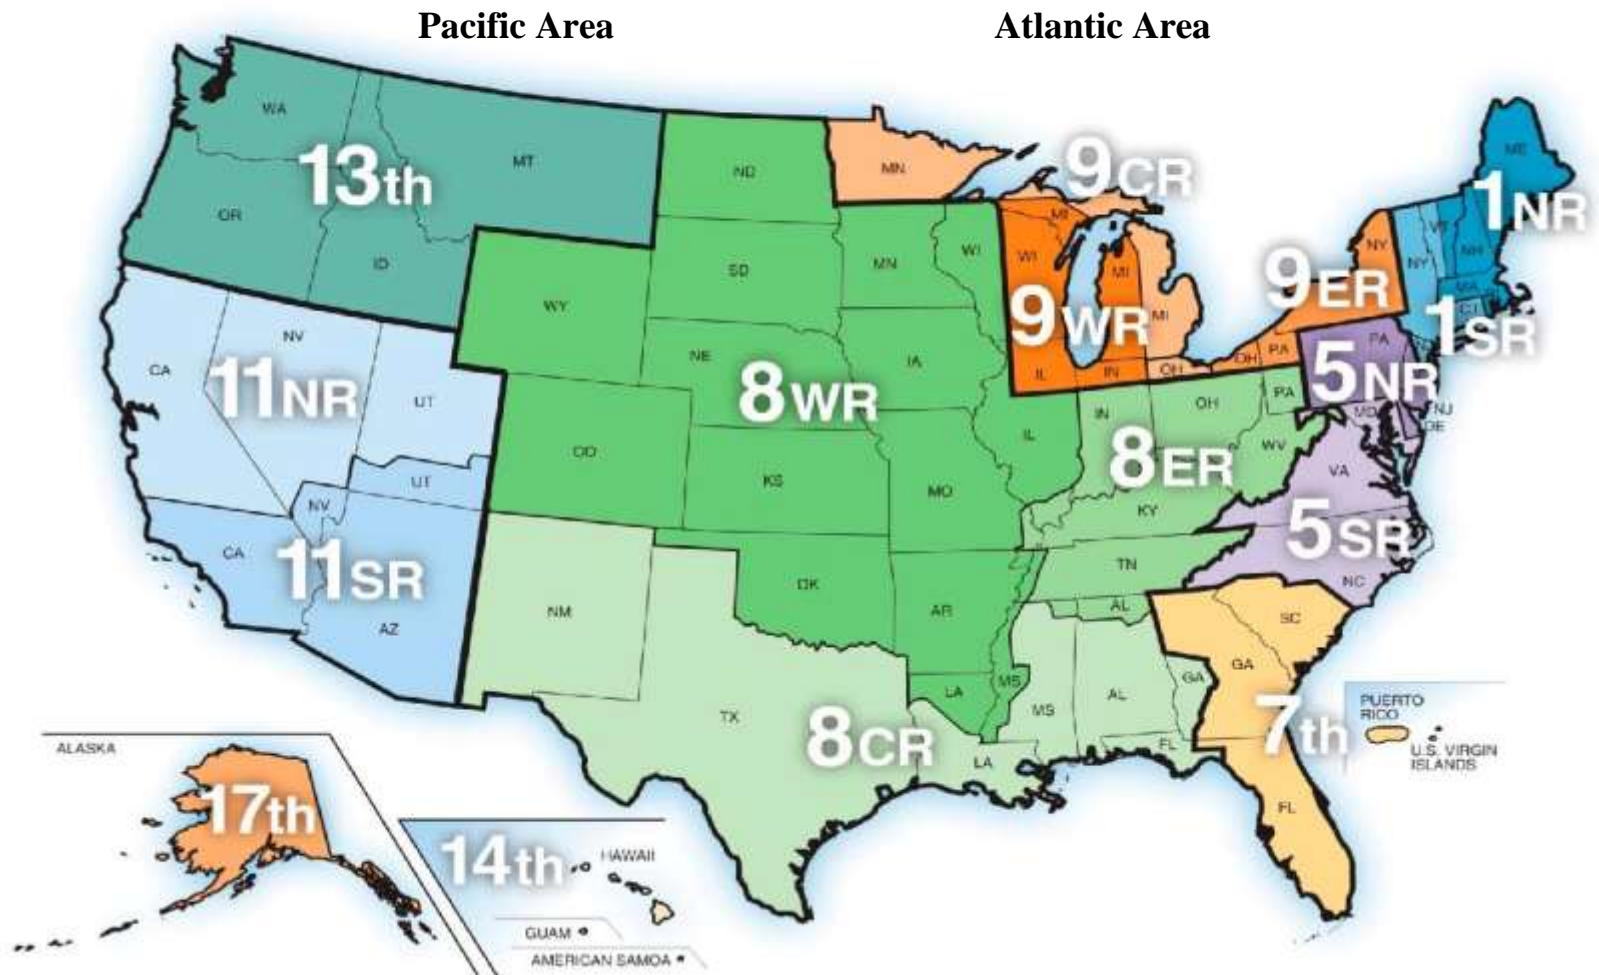 Pacific Area
Atlantic Area
WA
13th
MT
OR
ID
ND
MN
9CR
ME
1NR
MI
WI
MI
9WR
MI
IL
IN
OH
OH
PA
9ER
NY
NY
VT
NH
MA
CT
1SR
PA
5NR
NJ
DE
MD
WY
SD
MN
WI
NE
IA
8WR
CO
KS
MO
IL
OK
AR
LA
MS
CA
NV
11NR
UT
UT
NV
CA
11SR
AZ
IN
OH
PA
8ER
WV
KY
TN
AL
VA
5SR
NC
NM
TX
8CR
LA
MS
AL
GA
FL
SC
GA
7th
FL
PUERTO
RICO
U.S. VIRGIN
ISLANDS
ALASKA
17th
14th
HAWAII
GUAM
AMERICAN SAMOA